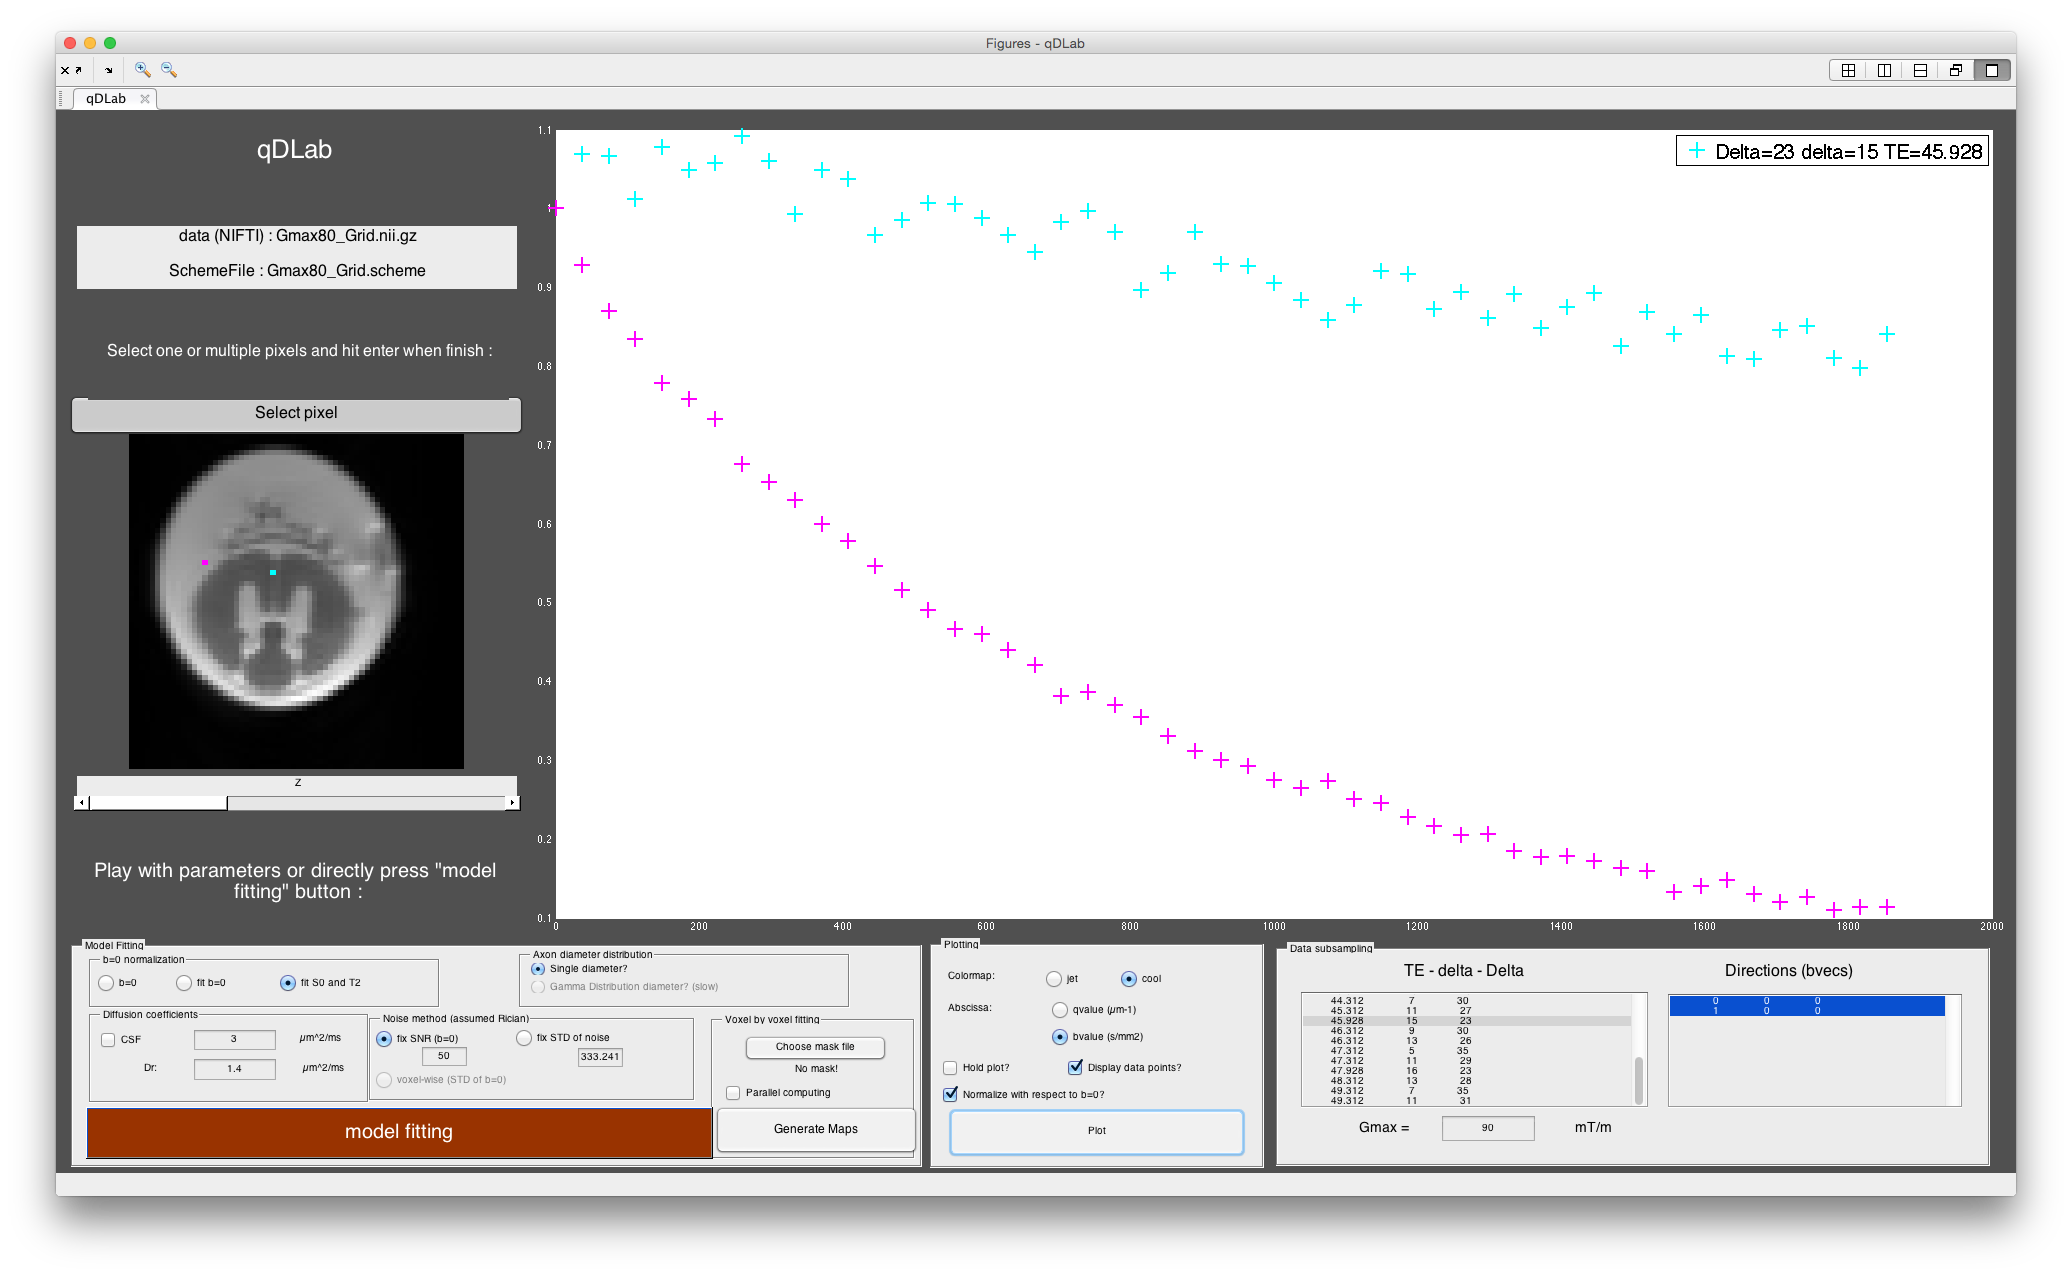 Figures - qDLab
qDLab
qDLab
data (NIFTI) : Gmax80_Grid.nii.gz
SchemeFile : Gmax80_Grid.scheme
Select one or multiple pixels and hit enter when finish :
Select pixel
z
Play with parameters or directly press "model
fitting" button :
1.1
1
0.9
0.8
0.7
0.6
0.5
0.4
0.3
0.2
0.1
0 200 400 600 800 1000 1200 1400 1600 1800 2000
Delta=23 delta=15 TE=45.928
Model Fitting
b=0 normalization
b=0 fit b=0 fit S0 and T2
Axon diameter distribution
Single diameter?
Gamma Distribution diameter? (slow)
Diffusion coefficients
CSF 3 µm^2/ms
Dr: 1.4 µm^2/ms
Noise method (assumed Rician)
fix SNR (b=0) fix STD of noise
50 333.241
voxel-wise (STD of b=0)
Voxel by voxel fitting
Choose mask file
No mask!
Parallel computing
Generate Maps
model fitting
Plotting
Colormap: jet cool
Abscissa: qvalue (µm-1)
bvalue (s/mm2)
Hold plot? Display data points?
Normalize with respect to b=0?
Plot
Data subsampling
TE - delta - Delta
44.312 7 30
45.312 11 27
45.928 15 23
46.312 9 30
46.312 13 26
47.312 5 35
47.312 11 29
47.928 16 23
48.312 13 28
49.312 7 35
49.312 11 31
Directions (bvecs)
0 0 0
1 0 0
Gmax = 90 mT/m